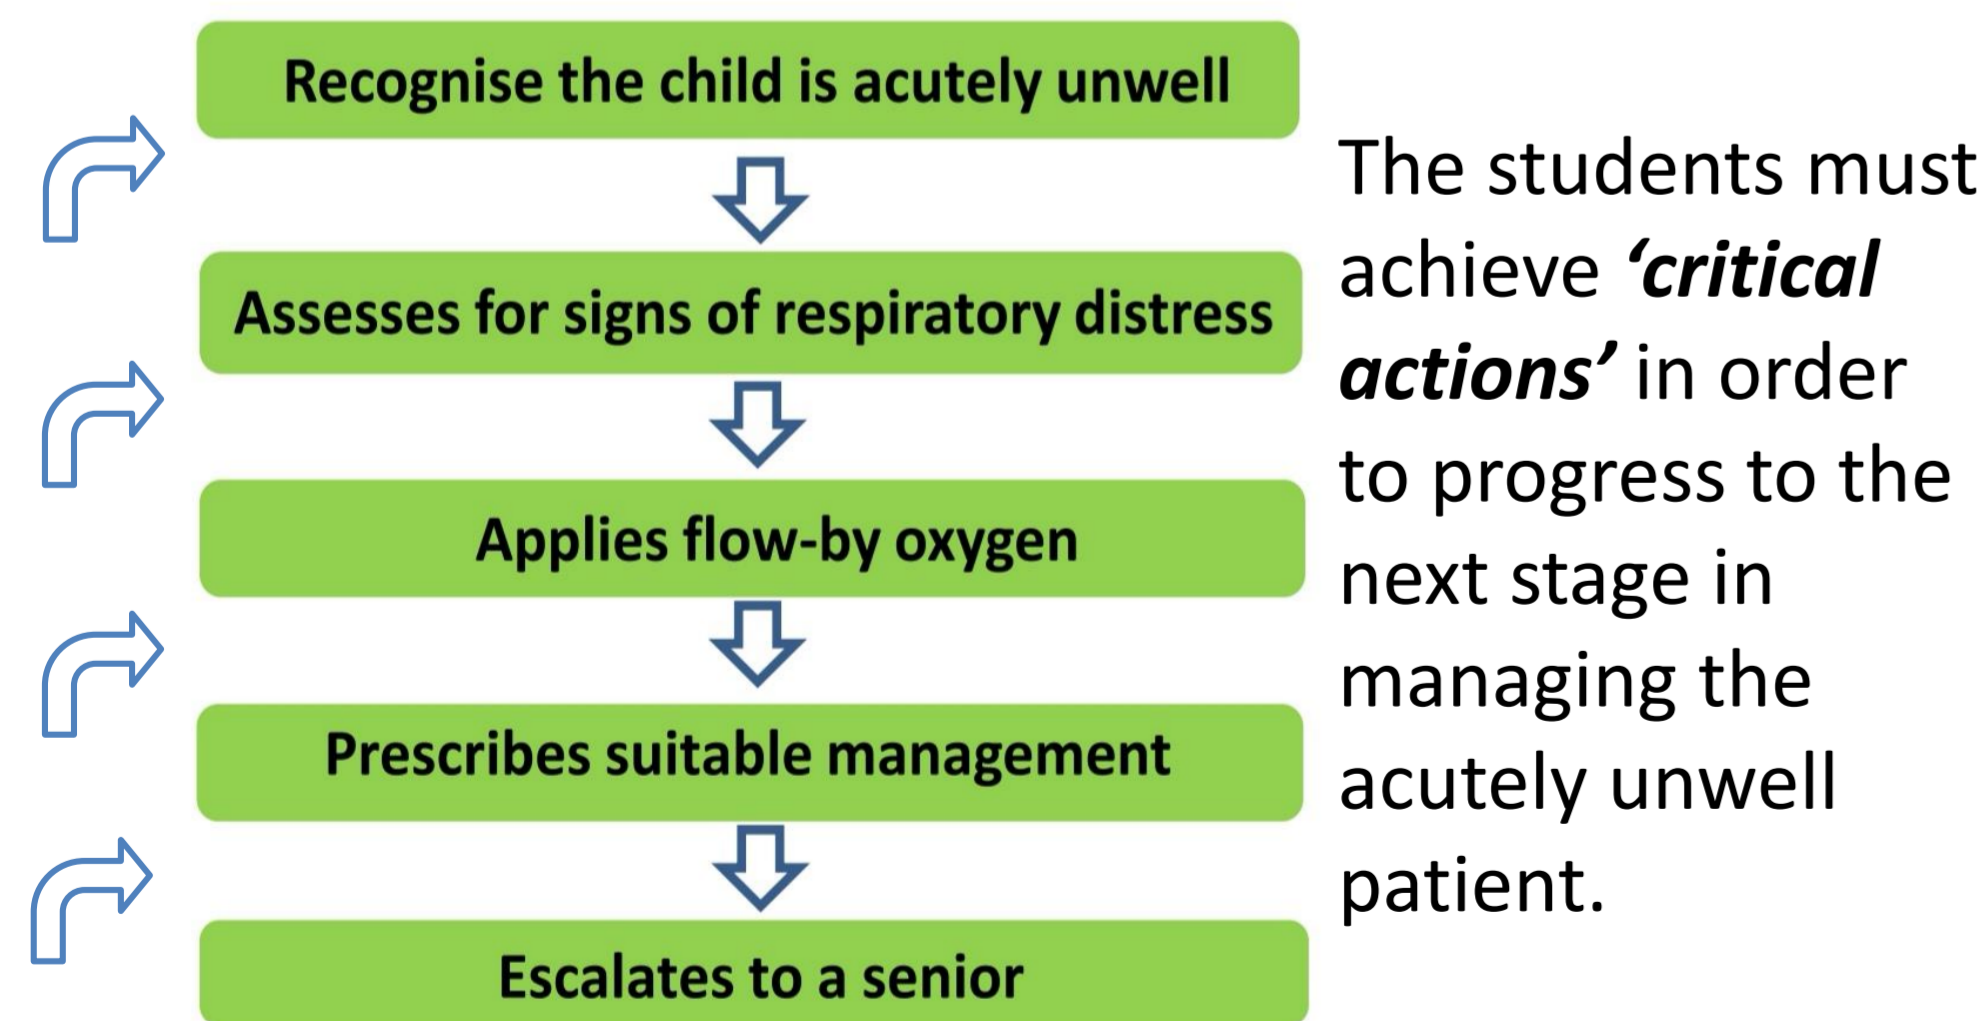 Recognise the child is acutely unwell
Assesses for signs of respiratory distress
Applies flow-by oxygen
Prescribes suitable management
Escalates to a senior
The students must
achieve ‘critical
actions’ in order
to progress to the
next stage in
managing the
acutely unwell
patient.